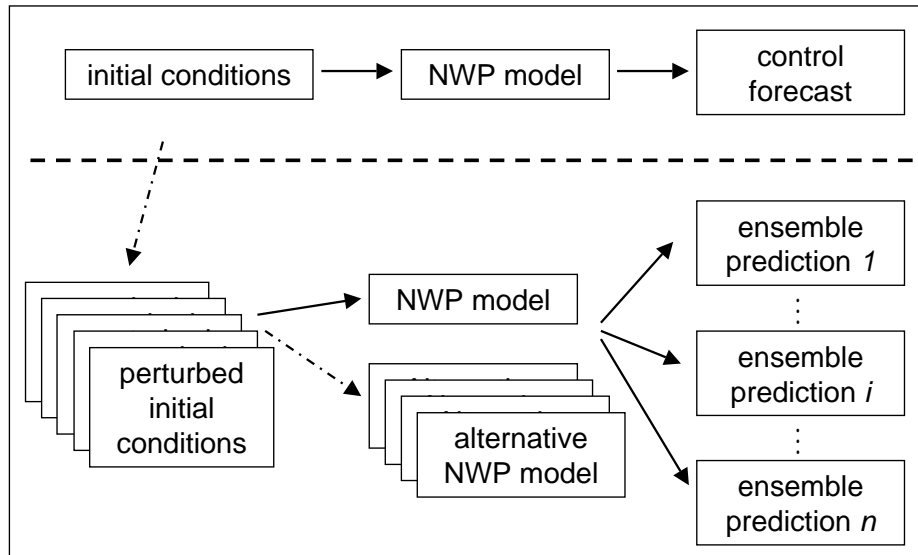 initial conditions
NWP model
control
forecast
perturbed
initial
conditions
NWP model
alternative
NWP model
ensemble
prediction 1
ensemble
prediction i
ensemble
prediction n